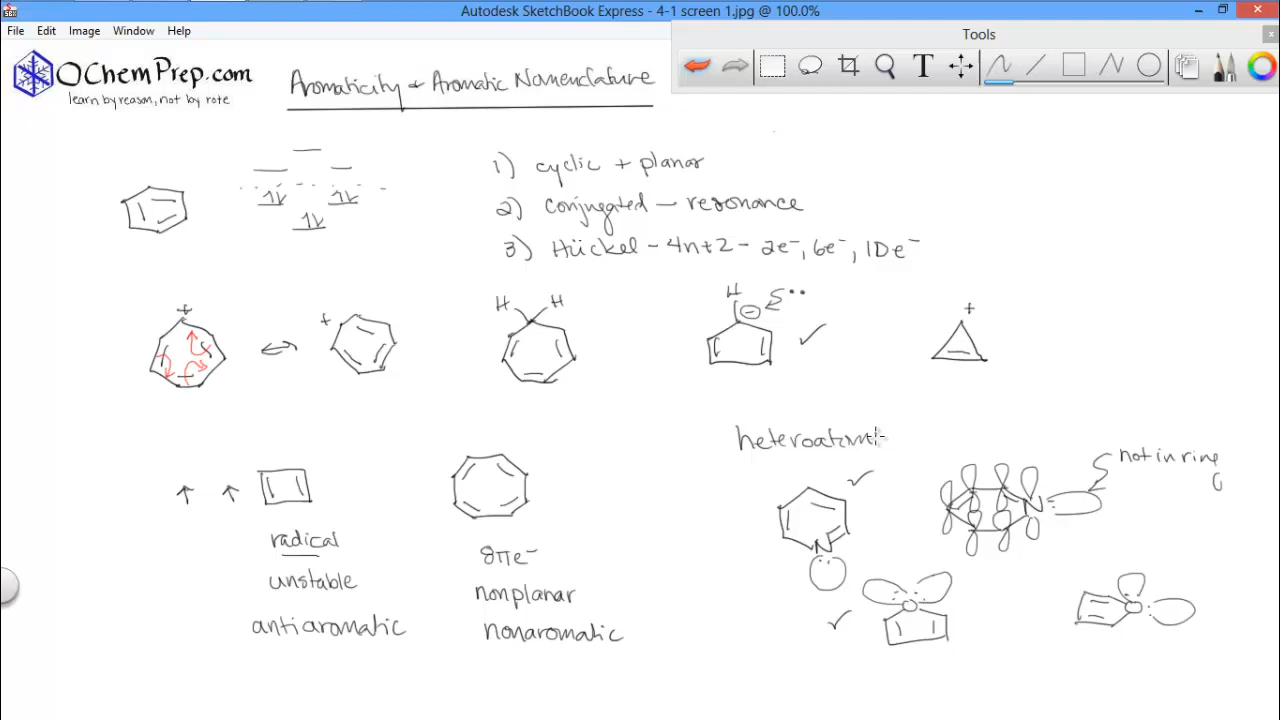 Autodesk SketchBook Express - 4-1 screen 1.jpg @ 100.0%
File Edit Image Window Help
Tools
T
OChemPrep.com
learn by reason, not by rote
Aromaticity + Aromatic Nomenclature
1) cyclic + planar
2) conjugated - resonance
3) Hückel - 4n+2 - 2e⁻, 6e⁻, 10e⁻
+
+
H H
H
⊖
+
radical
unstable
antiaromatic
8πe⁻
nonplanar
nonaromatic
N
N
not in ring